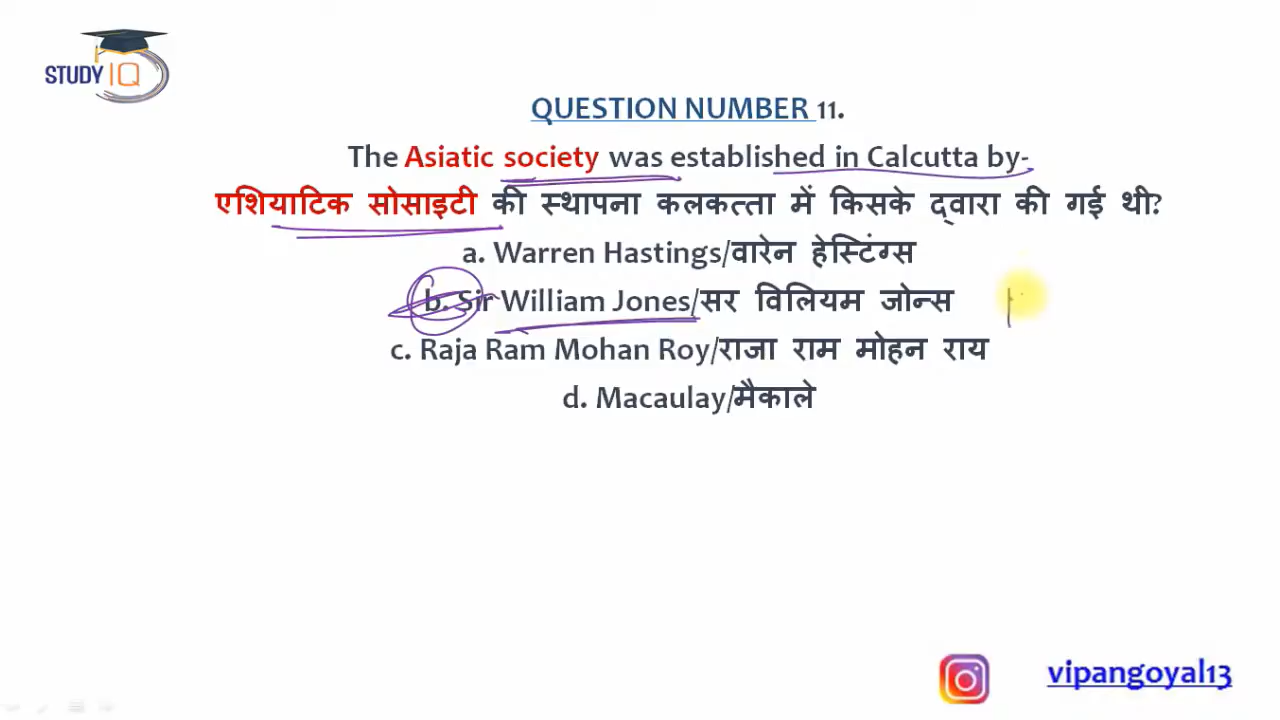 STUDY IQ
QUESTION NUMBER 11.
The Asiatic society was established in Calcutta by-
एशियाटिक सोसाइटी की स्थापना कलकत्ता में किसके द्वारा की गई थी?
a. Warren Hastings/वारेन हेस्टिंग्स
b. Sir William Jones/सर विलियम जोन्स
c. Raja Ram Mohan Roy/राजा राम मोहन राय
d. Macaulay/मैकाले
vipangoyal13